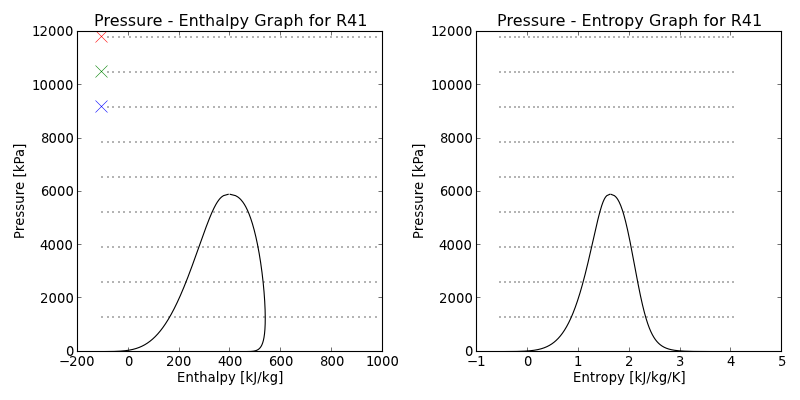 Pressure - Enthalpy Graph for R41
12000
10000
8000
6000
4000
2000
0
Pressure [kPa]
−200 0 200 400 600 800 1000
Enthalpy [kJ/kg]
Pressure - Entropy Graph for R41
12000
10000
8000
6000
4000
2000
0
Pressure [kPa]
−1 0 1 2 3 4 5
Entropy [kJ/kg/K]